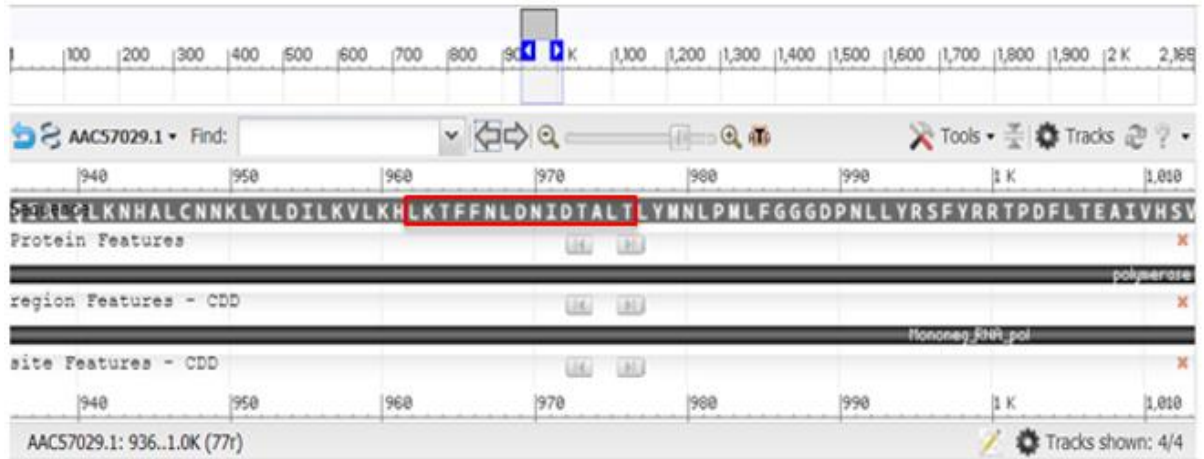 100 200 300 400 500 600 700 800 K 1,100 1,200 1,300 1,400 1,500 1,600 1,700 1,800 1,900 2 K 2,165
AAC57029.1 Find: Tools Tracks ?
940 950 960 970 980 990 1 K 1,010
Sequence LKNHALCNNKLYLDILKVLKHLKTFFNLDNIDTALTLYMNLPMLFGGGDPNLLYRSFYRRTPDFLTEAIVHSV
Protein Features
polymerase
region Features - CDD
Mononeg_RNA_pol
site Features - CDD
940 950 960 970 980 990 1 K 1,010
AAC57029.1: 936..1.0K (77r) Tracks shown: 4/4